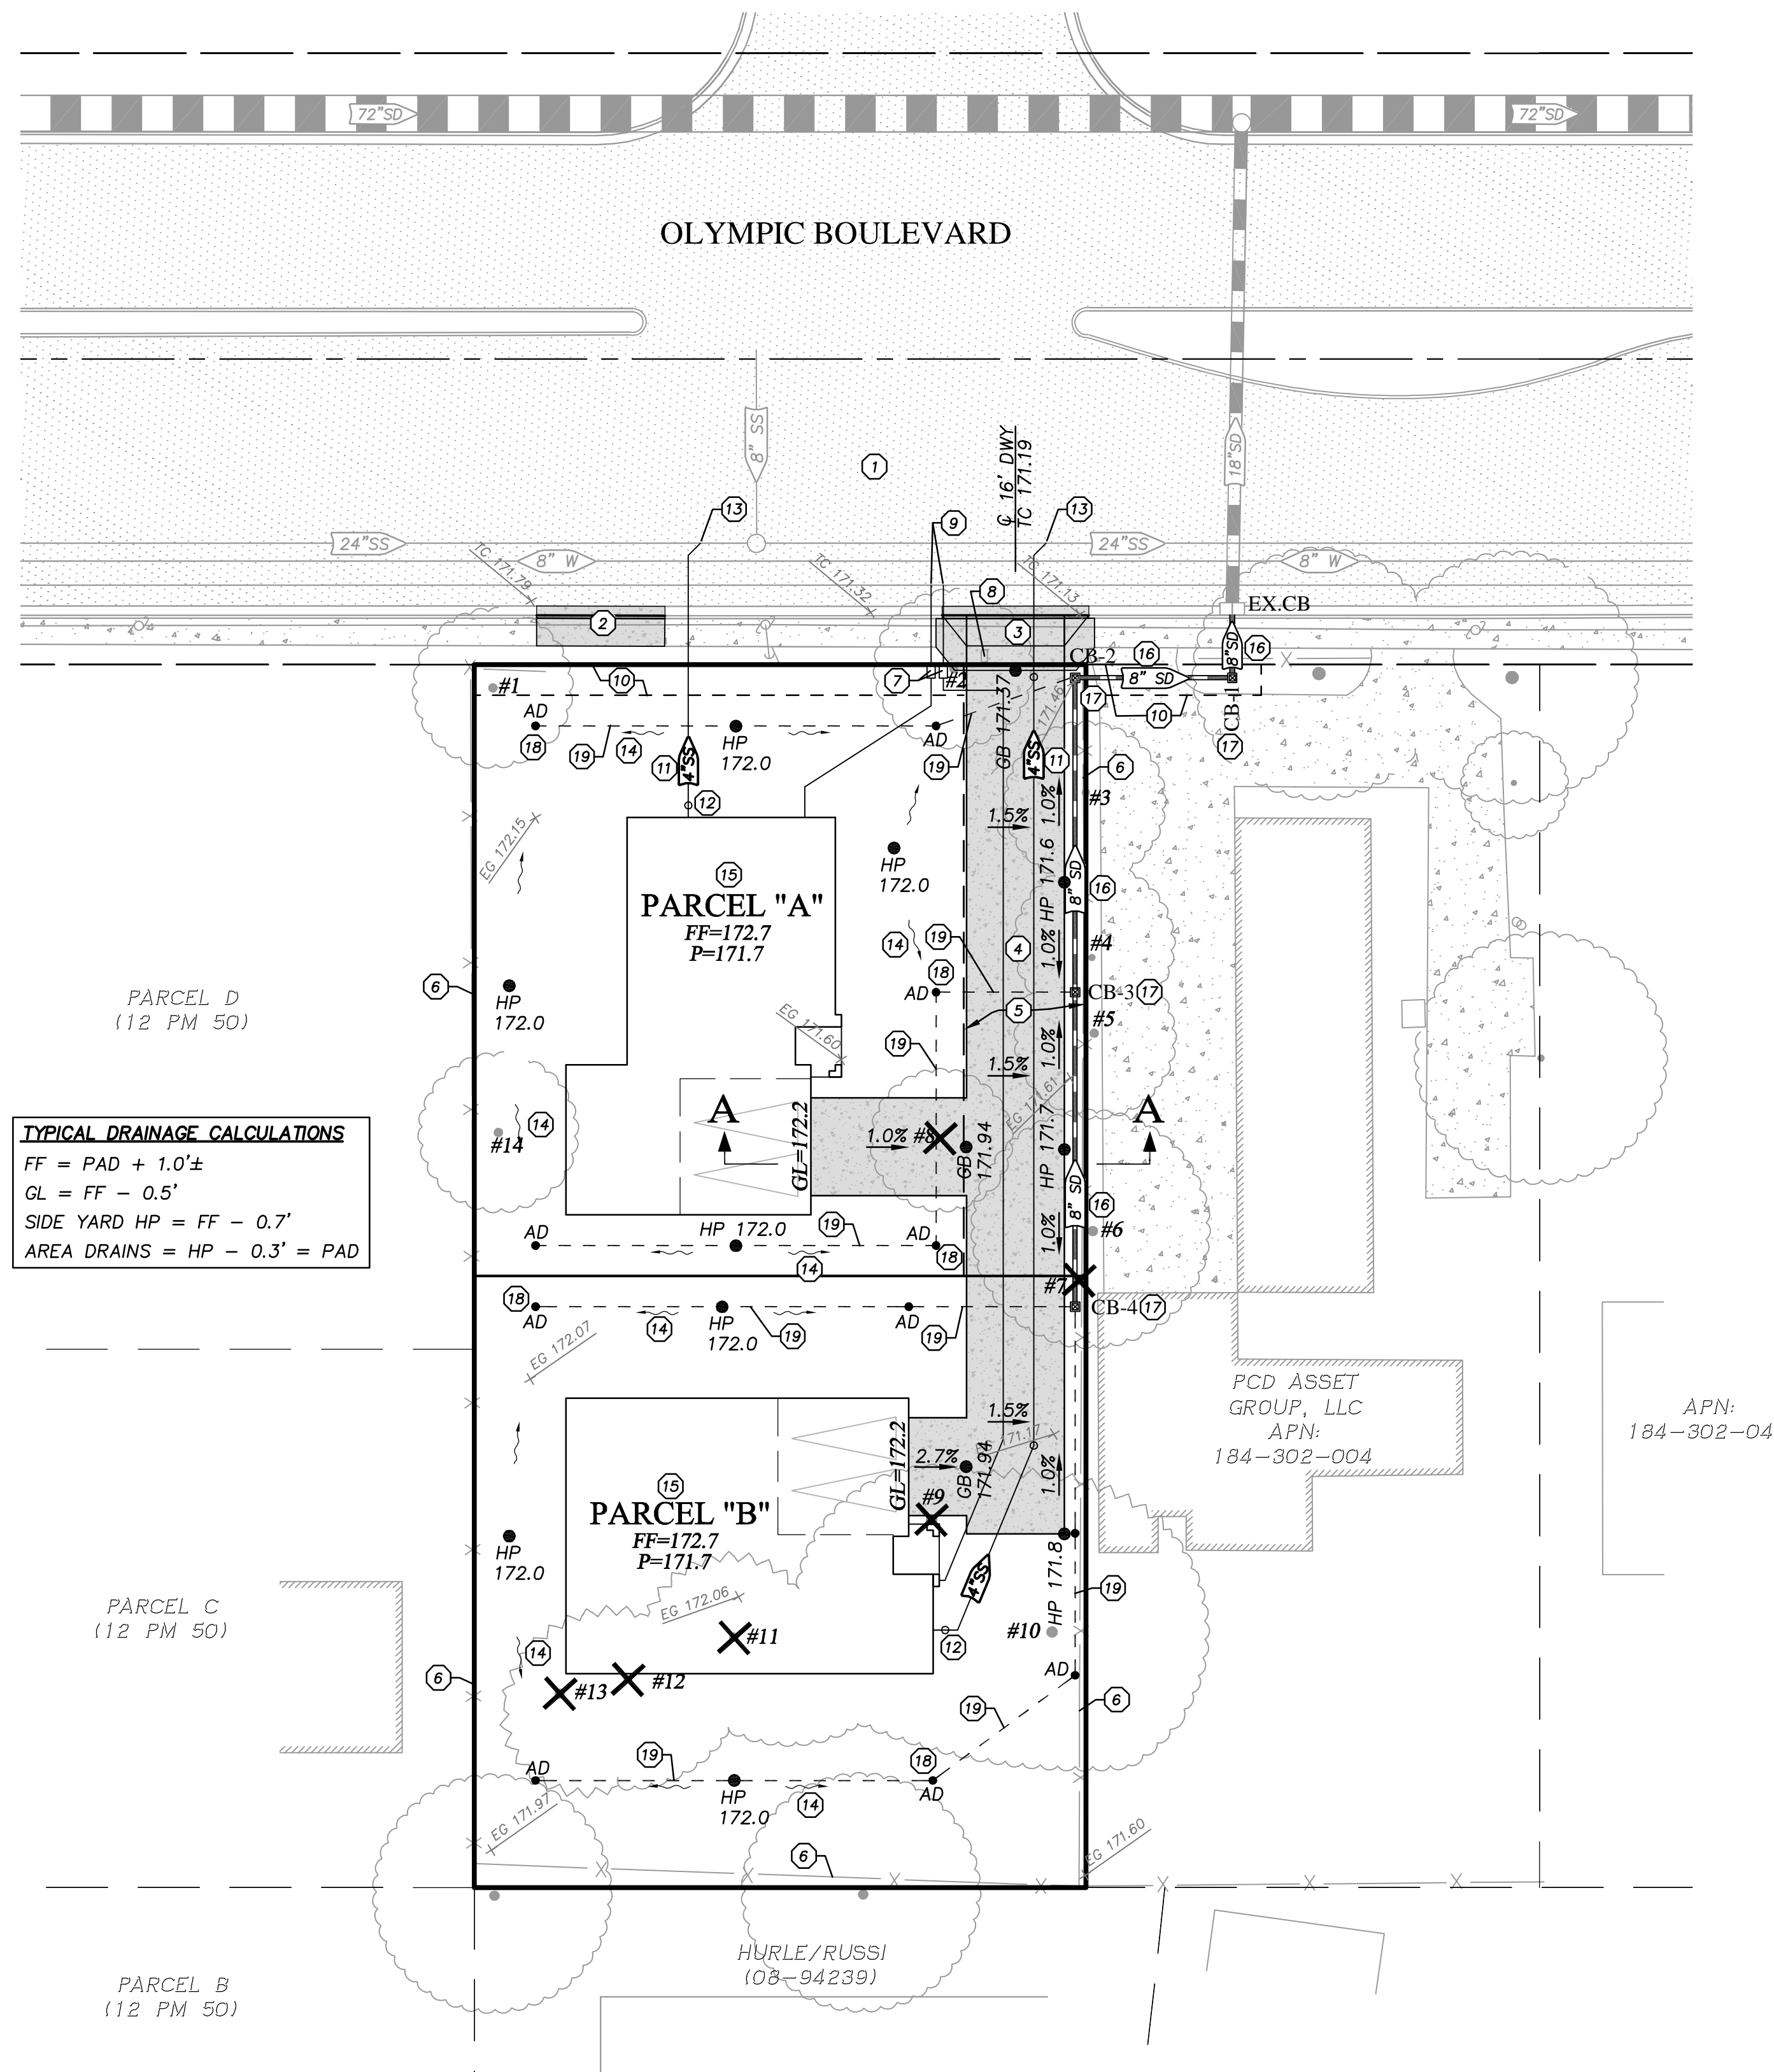 72"SD
72"SD
OLYMPIC BOULEVARD
8" SS
18"SD
1
℄ 16' DWY
TC 171.19
13
9
13
24"SS
8" W
24"SS
8" W
TC 171.79
TC 171.32
TC 171.13
8
EX.CB
2
3
8"SD
16
CB-2
16
8" SD
#1
10
7
#2
17
10
CB-1
17
AD
18
19
14
HP
172.0
11
4"SS
12
AD
19
GB 171.37
171.46
4"SS
11
6
#3
1.0%
1.5%
EG 172.15
HP
172.0
15
PARCEL "A"
FF=172.7
P=171.7
HP 171.6
8" SD
16
14
19
4
1.0%
#4
18
AD
CB-3
17
6
HP
172.0
PARCEL D
(12 PM 50)
EG 171.60
5
#5
19
1.5%
1.0%
EG 171.61
TYPICAL DRAINAGE CALCULATIONS
FF = PAD + 1.0'±
GL = FF - 0.5'
SIDE YARD HP = FF - 0.7'
AREA DRAINS = HP - 0.3' = PAD
14
#14
A
GL=172.2
1.0%
#8
GB
171.94
HP 171.7
A
8" SD
16
#6
AD
HP 172.0
19
14
18
1.0%
#7
18
AD
14
HP
172.0
19
AD
19
CB-4
17
EG 172.07
PCD ASSET
GROUP, LLC
APN:
184-302-004
APN:
184-302-04
1.5%
171.17
GL=172.2
2.7%
GB
171.94
1.0%
15
PARCEL "B"
FF=172.7
P=171.7
#9
HP
172.0
HP 171.8
4"SS
19
PARCEL C
(12 PM 50)
EG 172.06
#11
#10
12
14
#12
#13
6
AD
6
19
AD
19
HP
172.0
14
18
AD
EG 171.97
6
EG 171.60
HURLE/RUSSI
(08-94239)
PARCEL B
(12 PM 50)